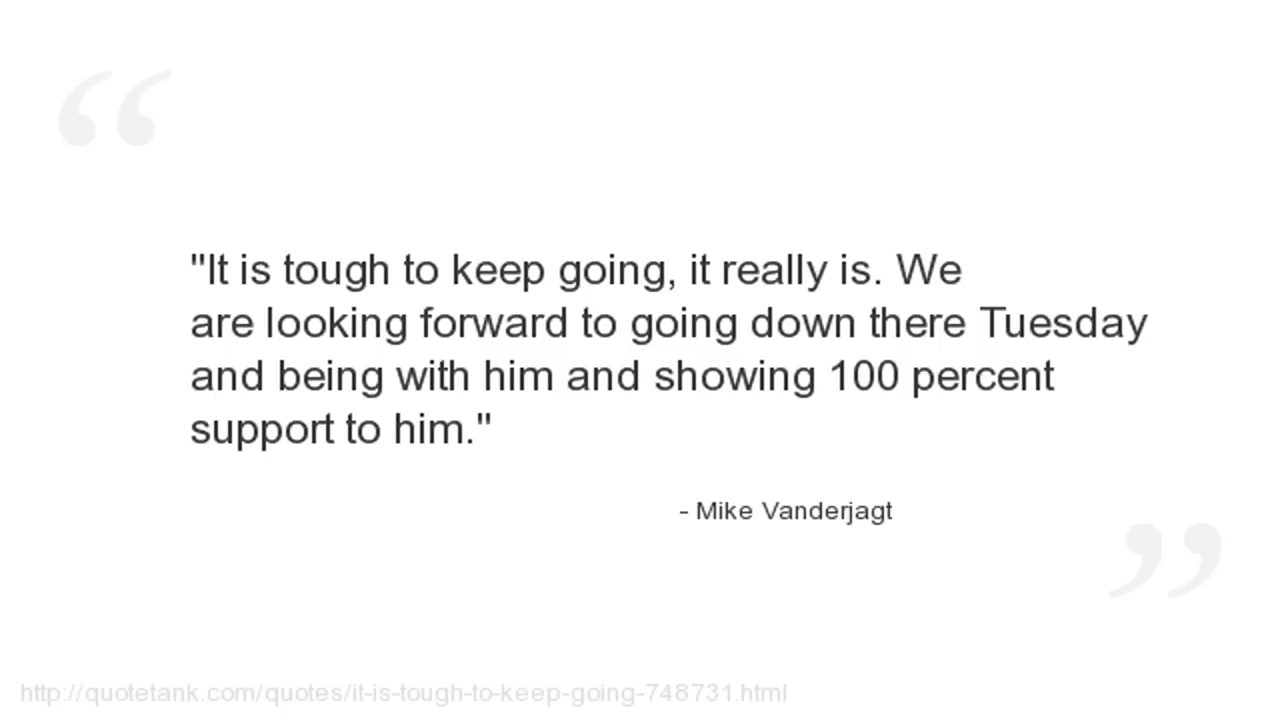 "It is tough to keep going, it really is. We
are looking forward to going down there Tuesday
and being with him and showing 100 percent
support to him."
- Mike Vanderjagt
http://quotetank.com/quotes/it-is-tough-to-keep-going-748731.html